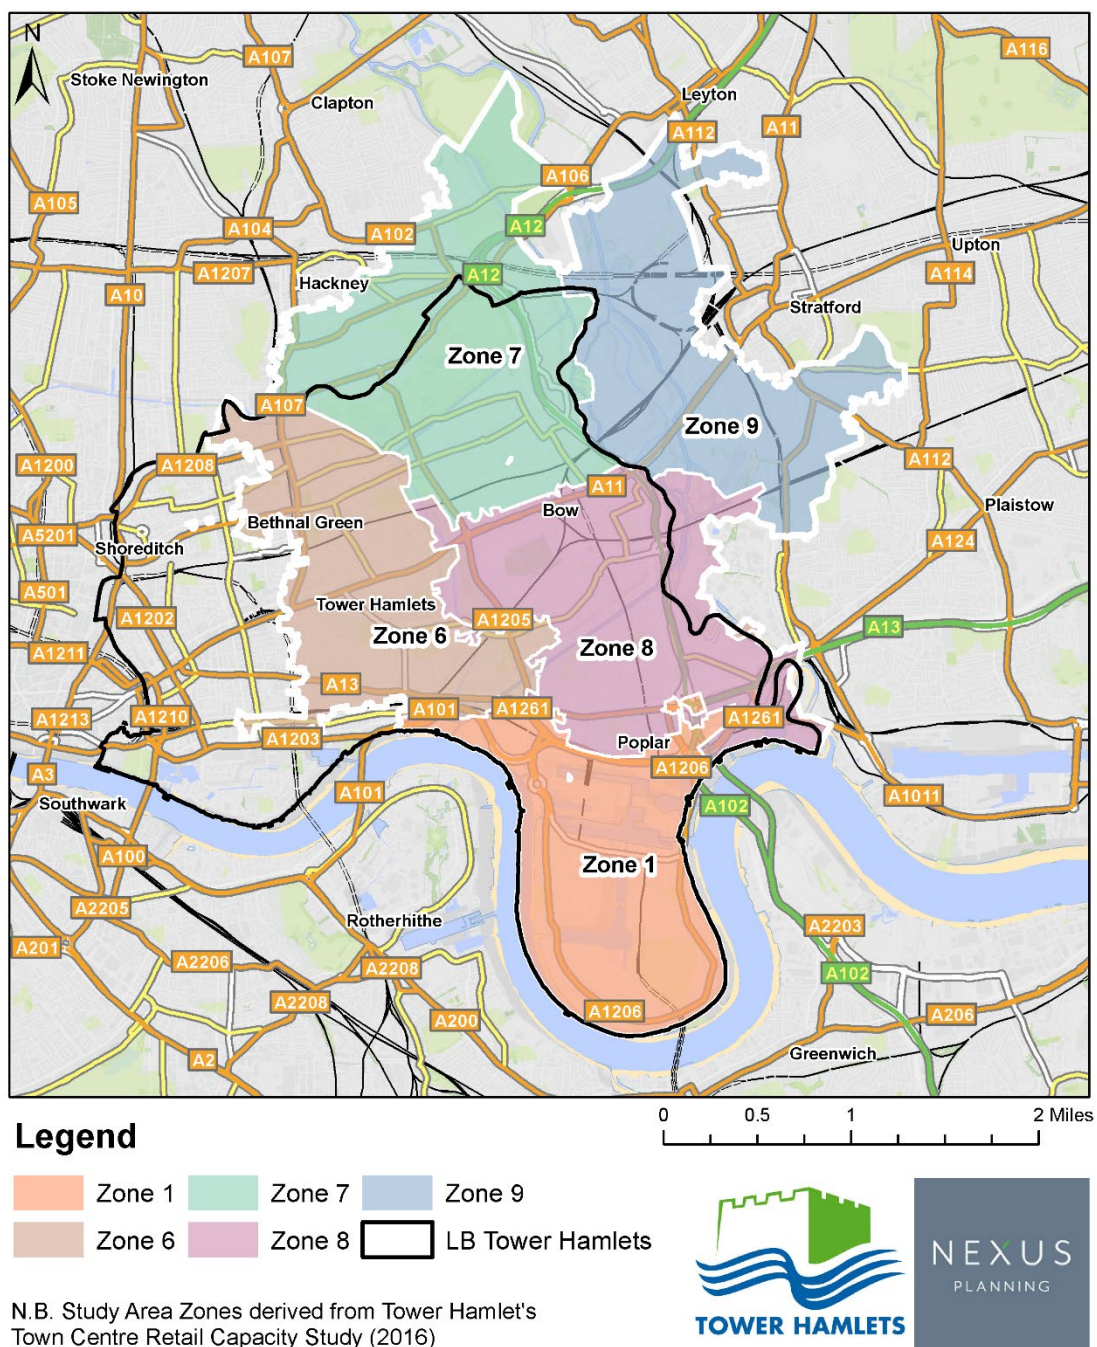 N
A107
A116
Stoke Newington
Leyton
Clapton
A112
A11
A106
A105
A104
A102
A12
Upton
A1207
A12
A114
Hackney
A10
Stratford
Zone 7
A107
Zone 9
A1200
A1208
A112
A11
Plaistow
Bow
Bethnal Green
A5201
A124
Shoreditch
A501
Tower Hamlets
A1202
A1205
A13
Zone 6
Zone 8
A1211
A13
A101
A1261
A1213
A1210
A1261
A1203
Poplar
A3
A1206
A101
A1011
Southwark
A102
A100
Zone 1
A2205
Rotherhithe
A2203
A201
A2206
A2208
A102
A2208
A1206
A206
A200
A2
Greenwich
0 0.5 1 2 Miles
Legend
Zone 1 Zone 7 Zone 9
Zone 6 Zone 8 LB Tower Hamlets
N.B. Study Area Zones derived from Tower Hamlet's
Town Centre Retail Capacity Study (2016)
TOWER HAMLETS
NEXUS
PLANNING